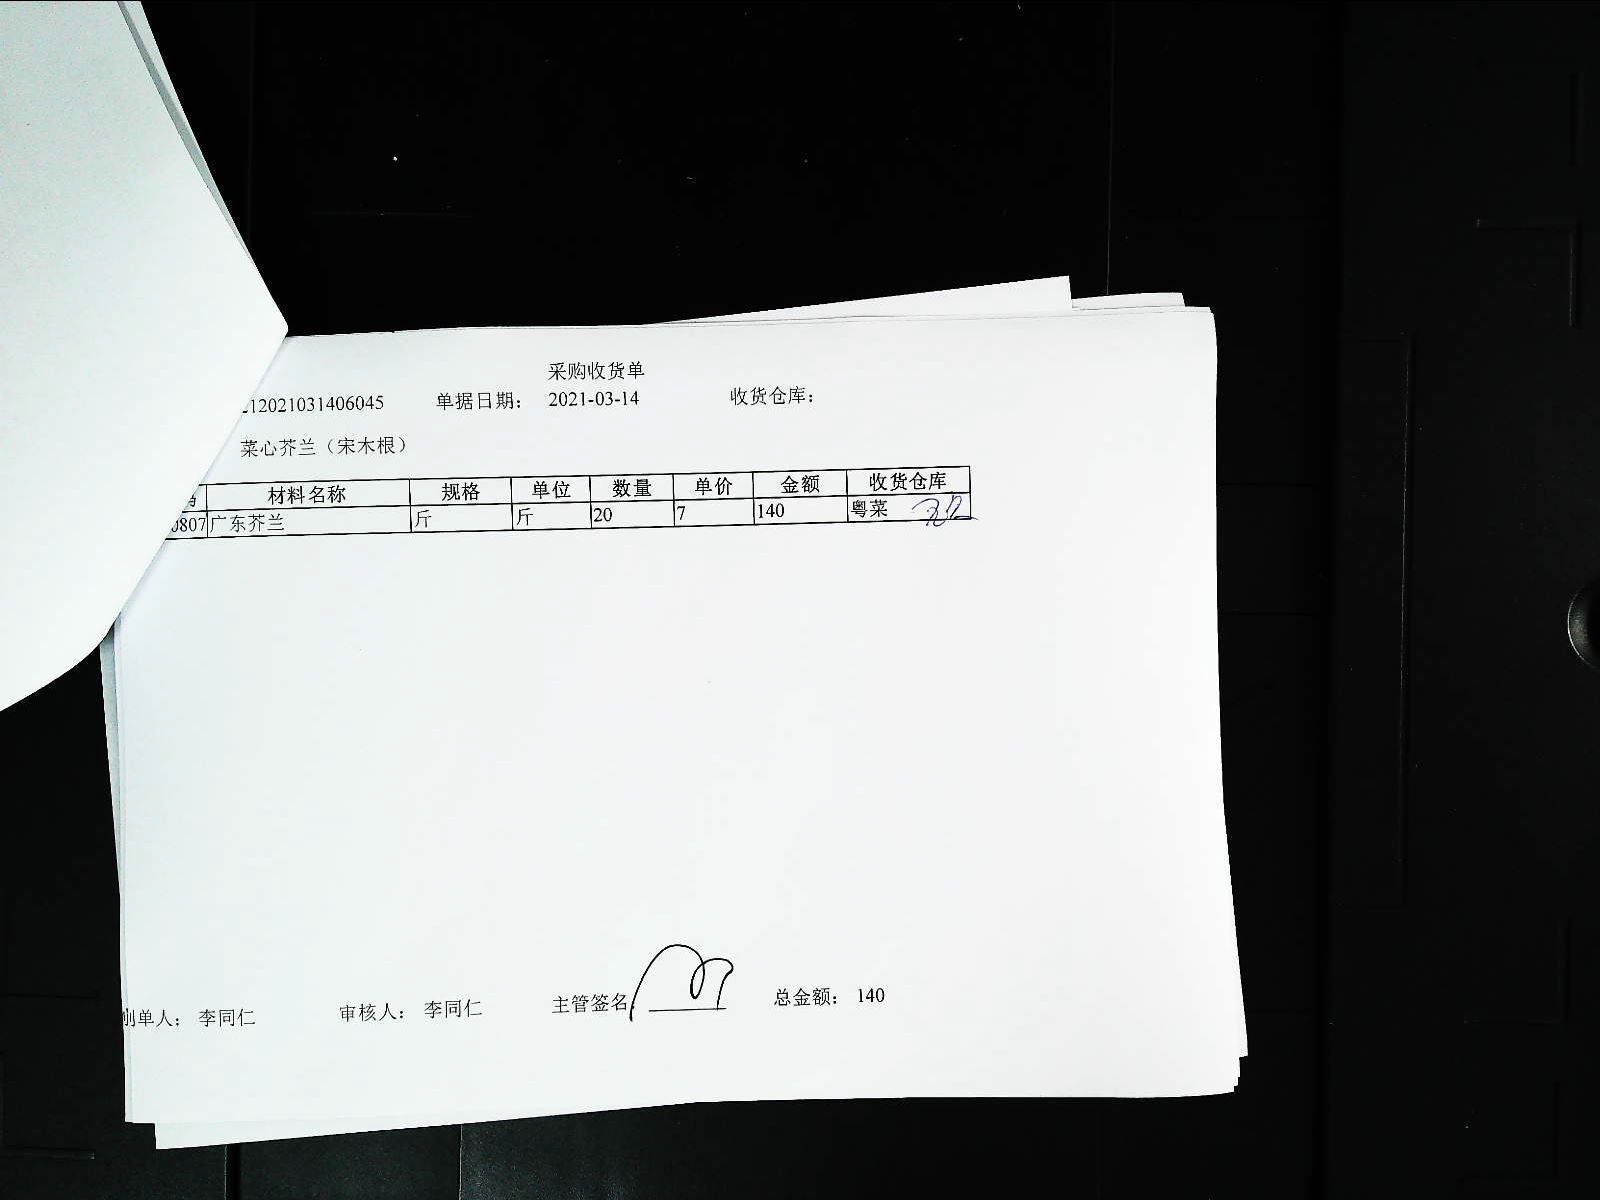 采购收货单
212021031406045 单据日期： 2021-03-14 收货仓库：
菜心芥兰（宋木根）
材料名称 规格 单位 数量 单价 金额 收货仓库
0807 广东芥兰 斤 斤 20 7 140 粤菜
制单人： 李同仁 审核人： 李同仁 主管签名： 总金额： 140